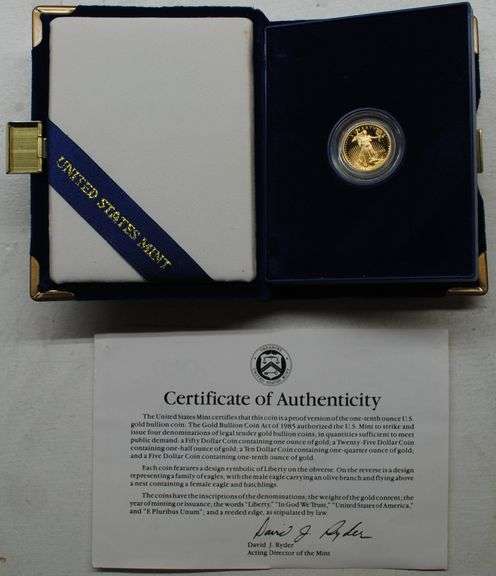 UNITED STATES MINT
Certificate of Authenticity
The United States Mint certifies that this coin is a proof version of the one-tenth ounce U.S.
gold bullion coin. The Gold Bullion Coin Act of 1985 authorized the U.S. Mint to strike and
issue four denominations of legal tender gold bullion coins, in quantities sufficient to meet
public demand: a Fifty Dollar Coin containing one ounce of gold; a Twenty-Five Dollar Coin
containing one-half ounce of gold; a Ten Dollar Coin containing one-quarter ounce of gold;
and a Five Dollar Coin containing one-tenth ounce of gold.
Each coin features a design symbolic of Liberty on the obverse. On the reverse is a design
representing a family of eagles, with the male eagle carrying an olive branch and flying above
a nest containing a female eagle and hatchlings.
The coins have the inscriptions of the denominations; the weight of the gold content; the
year of minting or issuance; the words "Liberty," "In God We Trust," "United States of America,"
and "E Pluribus Unum"; and a reeded edge, as stipulated by law
David J. Ryder
David J. Ryder
Acting Director of the Mint